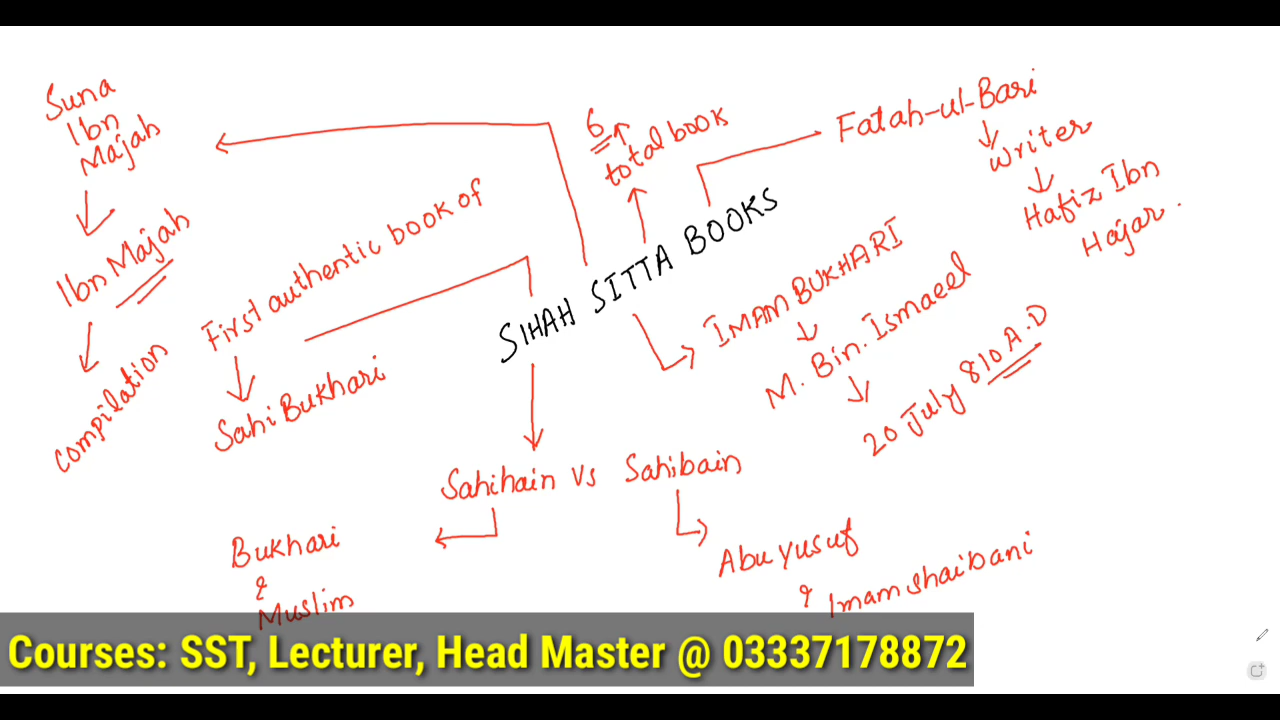 Suna
Ibn
Majah
Ibn Majah
compilation
First authentic book of
Sahi Bukhari
6
total book
Fatah-ul-Bari
writer
Hafiz Ibn
Hajar.
SIHAH SITTA BOOKS
IMAM BUKHARI
M. Bin. Ismaeel
20 July 810 A.D
Sahihain vs Sahibain
Bukhari
&
Muslim
Abu yusuf
& Imam shaibani
Courses: SST, Lecturer, Head Master @ 03337178872